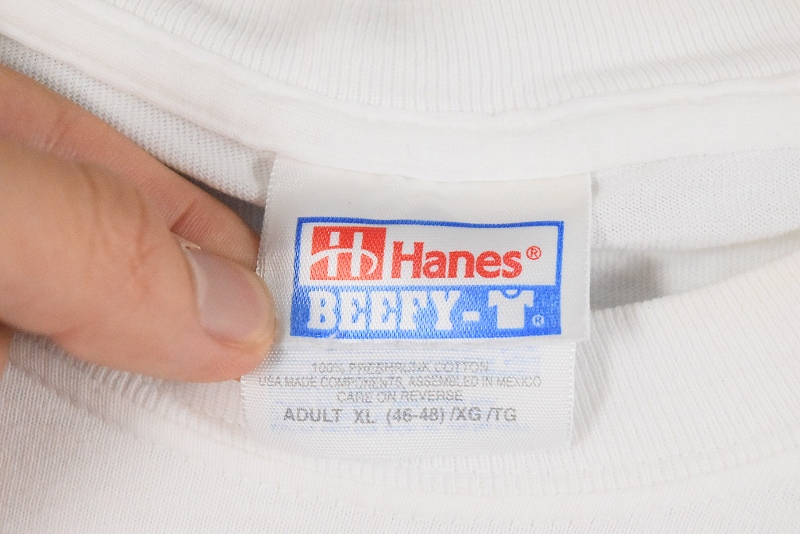 H Hanes®
BEEFY-T®
100% PRESHRUNK COTTON
USA MADE COMPONENTS, ASSEMBLED IN MEXICO
CARE ON REVERSE
ADULT XL (46-48) /XG /TG